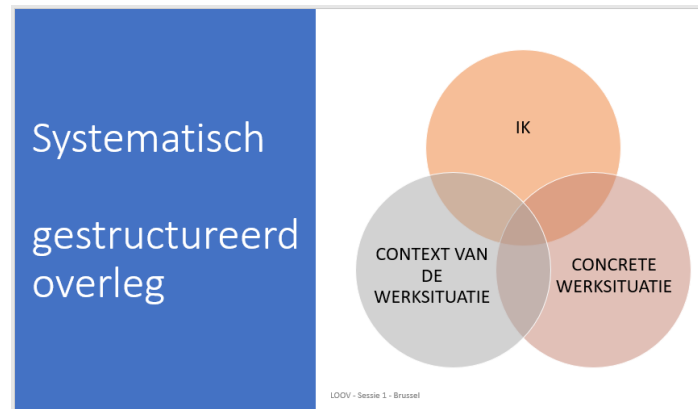 Systematisch
gestructureerd
overleg
IK
CONTEXT VAN
DE
WERKSITUATIE
CONCRETE
WERKSITUATIE
LOOV - Sessie 1 - Brussel